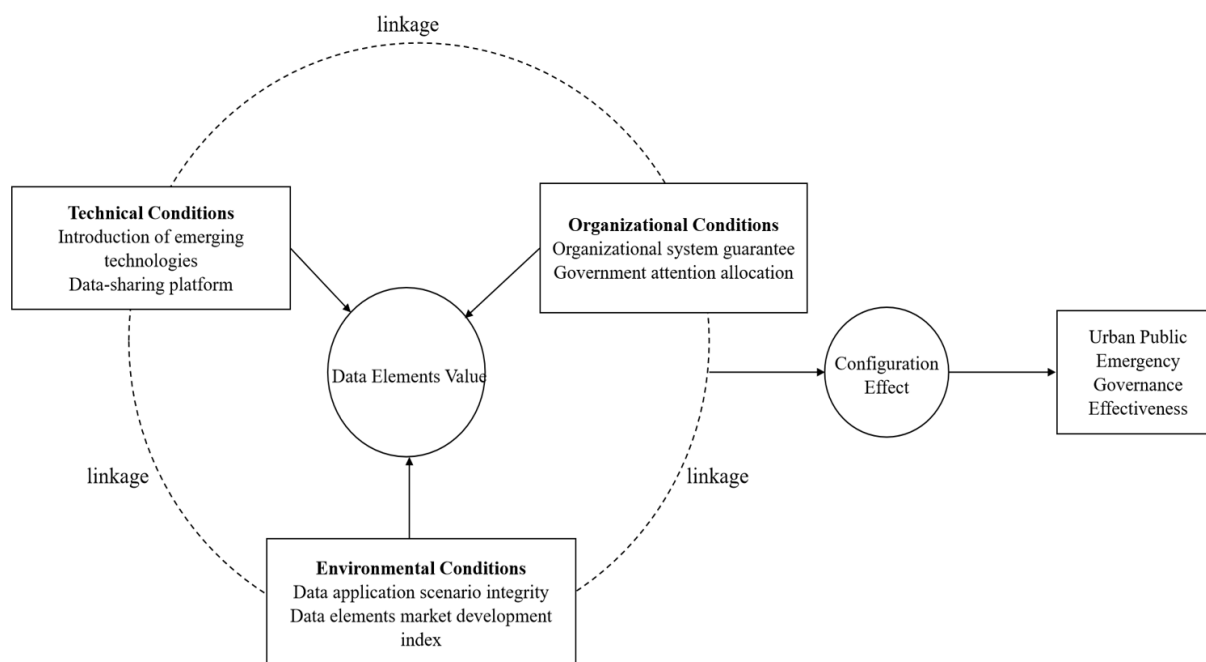 linkage
Technical Conditions
Introduction of emerging
technologies
Data-sharing platform
Organizational Conditions
Organizational system guarantee
Government attention allocation
Data Elements Value
Configuration
Effect
Urban Public
Emergency
Governance
Effectiveness
linkage
linkage
Environmental Conditions
Data application scenario integrity
Data elements market development
index